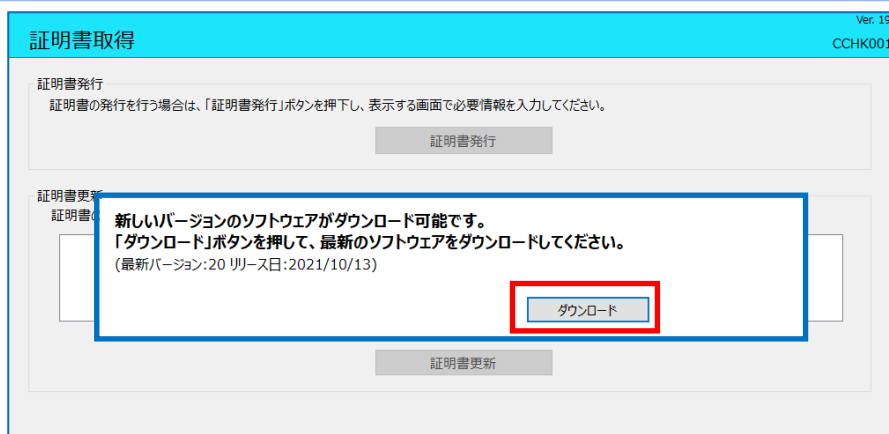 Ver. 19
証明書取得
CCHK001
証明書発行
証明書の発行を行う場合は、「証明書発行」ボタンを押下し、表示する画面で必要情報を入力してください。
証明書発行
証明書更新
証明書の
新しいバージョンのソフトウェアがダウンロード可能です。
「ダウンロード」ボタンを押して、最新のソフトウェアをダウンロードしてください。
(最新バージョン:20 リリース日:2021/10/13)
ダウンロード
証明書更新